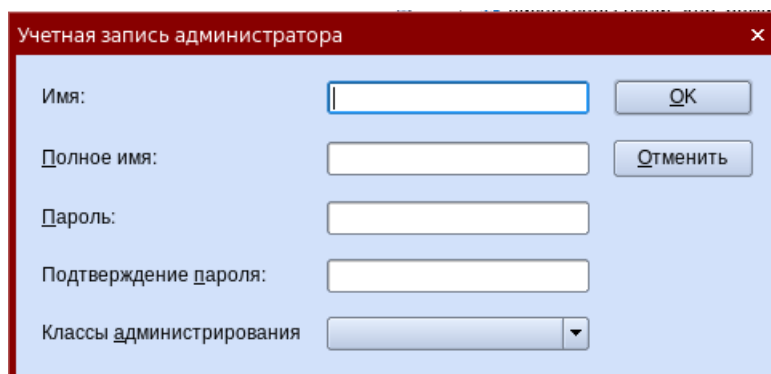 Учетная запись администратора
Имя:
OK
Полное имя:
Отменить
Пароль:
Подтверждение пароля:
Классы администрирования